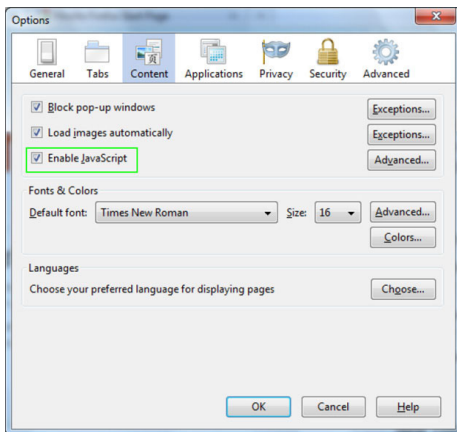 Options
General Tabs Content Applications Privacy Security Advanced
Block pop-up windows Exceptions...
Load images automatically Exceptions...
Enable JavaScript Advanced...
Fonts & Colors
Default font: Times New Roman Size: 16 Advanced...
Colors...
Languages
Choose your preferred language for displaying pages Choose...
OK Cancel Help